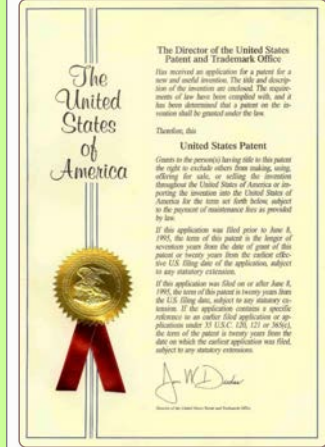 The
United
States
of
America
The Director of the United States
Patent and Trademark Office
Has received an application for a patent for a
new and useful invention. The title and descrip-
tion of the invention are enclosed. The require-
ments of law have been complied with, and it
has been determined that a patent on the in-
vention shall be granted under the law.
Therefore, this
United States Patent
Grants to the person(s) having title to this patent
the right to exclude others from making, using,
offering for sale, or selling the invention
throughout the United States of America or im-
porting the invention into the United States of
America for the term set forth below, subject
to the payment of maintenance fees as provided
by law.
If this application was filed prior to June 8,
1995, the term of this patent is the longer of
seventeen years from the date of grant of this
patent or twenty years from the earliest effec-
tive U.S. filing date of the application, subject
to any statutory extension.
If this application was filed on or after June 8,
1995, the term of this patent is twenty years from
the U.S. filing date, subject to any statutory ex-
tension. If the application contains a specific
reference to an earlier filed application or ap-
plications under 35 U.S.C. 120, 121 or 365(c),
the term of the patent is twenty years from the
date on which the earliest application was filed,
subject to any statutory extensions.
Director of the United States Patent and Trademark Office